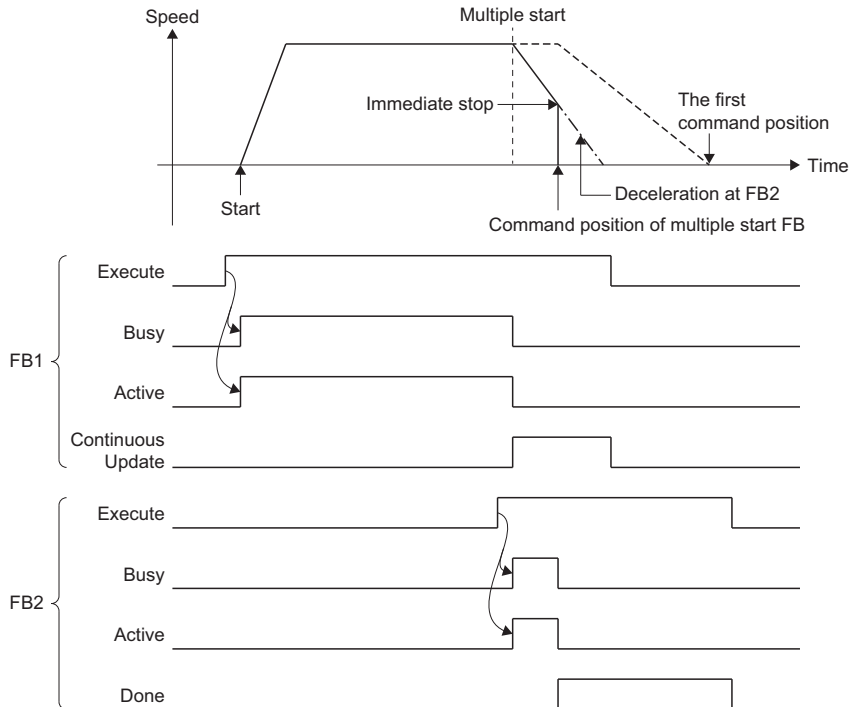 Speed
Multiple start
Immediate stop
The first
command position
Time
Start
Deceleration at FB2
Command position of multiple start FB
FB1
Execute
Busy
Active
Continuous
Update
FB2
Execute
Busy
Active
Done